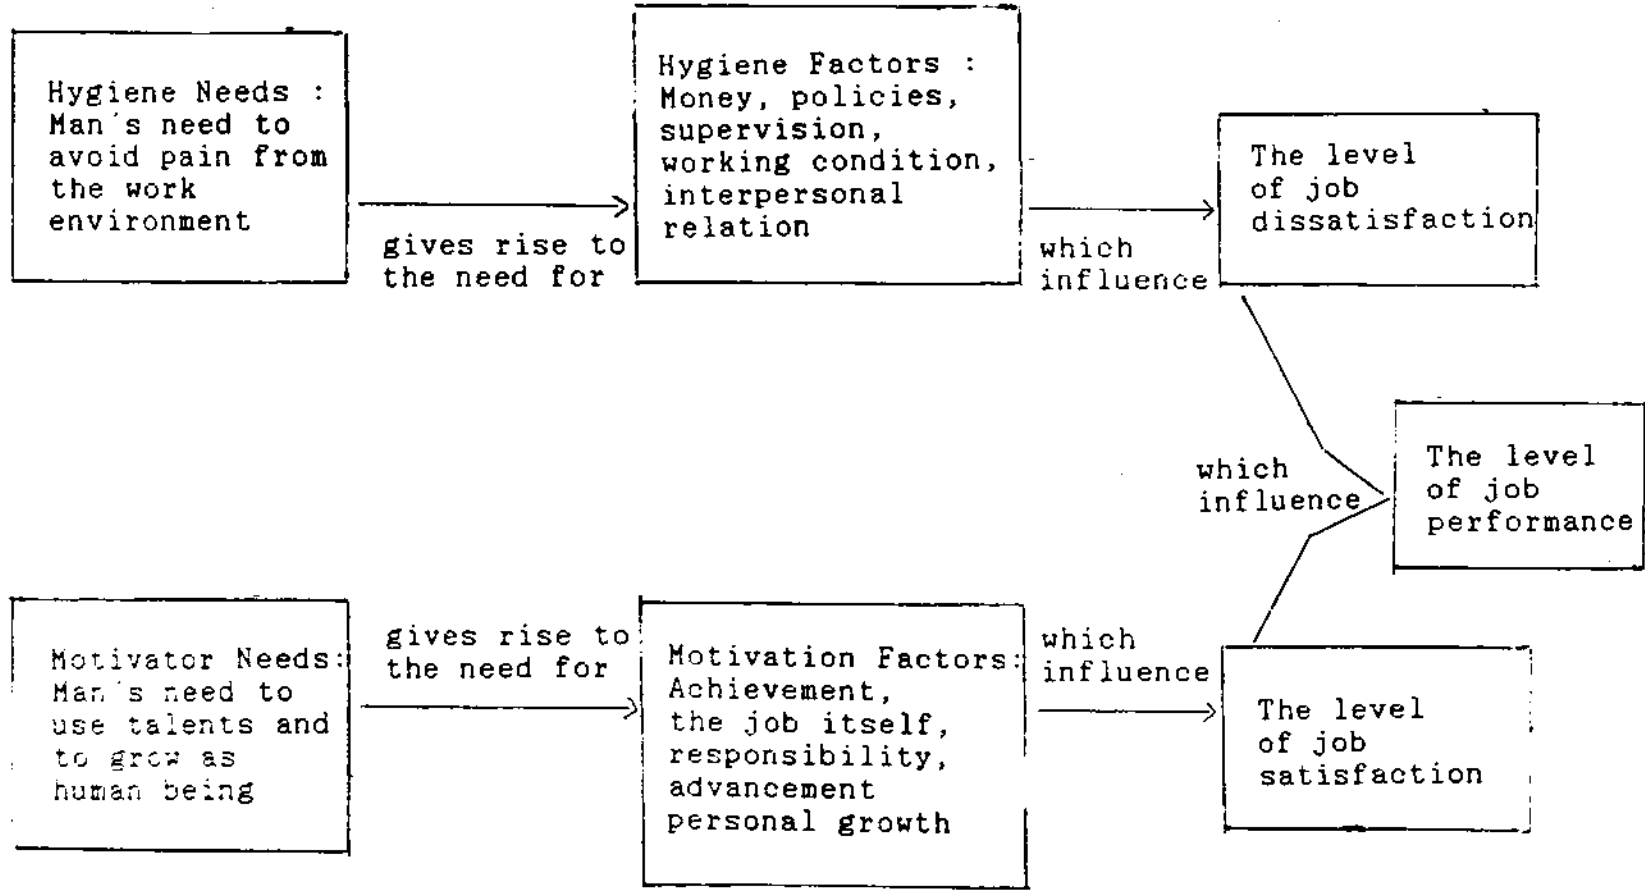 Hygiene Needs :
Man's need to
avoid pain from
the work
environment
gives rise to
the need for
Hygiene Factors :
Money, policies,
supervision,
working condition,
interpersonal
relation
which
influence
The level
of job
dissatisfaction
which
influence
The level
of job
performance
Motivator Needs:
Man's need to
use talents and
to grow as
human being
gives rise to
the need for
Motivation Factors:
Achievement,
the job itself,
responsibility,
advancement
personal growth
which
influence
The level
of job
satisfaction